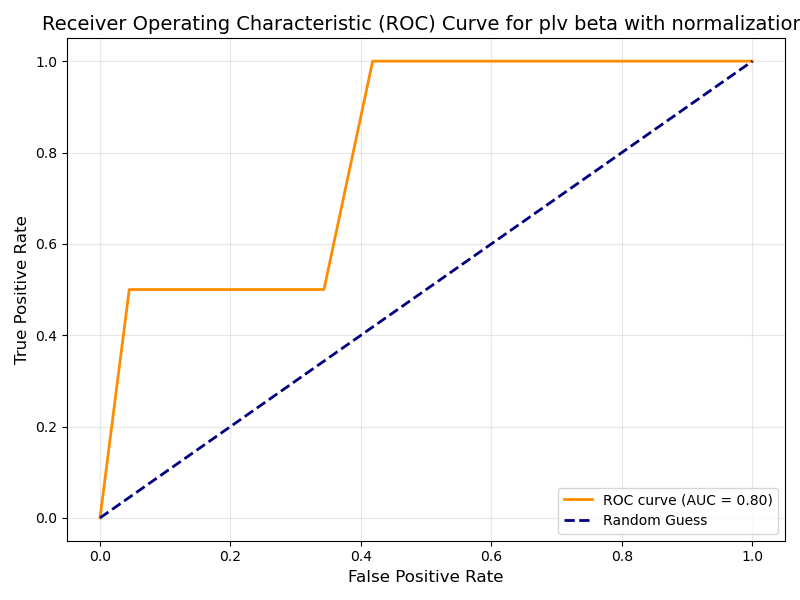 Receiver Operating Characteristic (ROC) Curve for plv beta with normalization
True Positive Rate
1.0
0.8
0.6
0.4
0.2
0.0
ROC curve (AUC = 0.80)
Random Guess
0.0 0.2 0.4 0.6 0.8 1.0
False Positive Rate